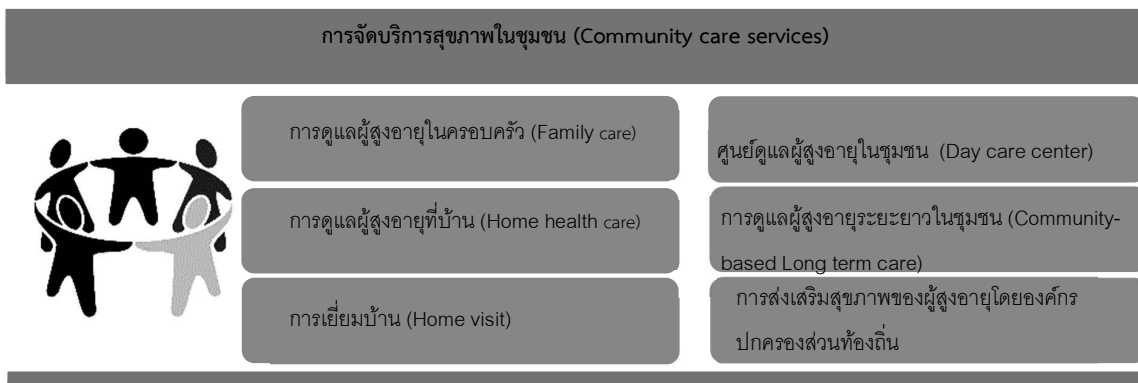 การจัดบริการสุขภาพในชุมชน (Community care services)
การดูแลผู้สูงอายุในครอบครัว (Family care)
การดูแลผู้สูงอายุที่บ้าน (Home health care)
การเยี่ยมบ้าน (Home visit)
ศูนย์ดูแลผู้สูงอายุในชุมชน (Day care center)
การดูแลผู้สูงอายุระยะยาวในชุมชน (Community-
based Long term care)
การส่งเสริมสุขภาพของผู้สูงอายุโดยองค์กร
ปกครองส่วนท้องถิ่น